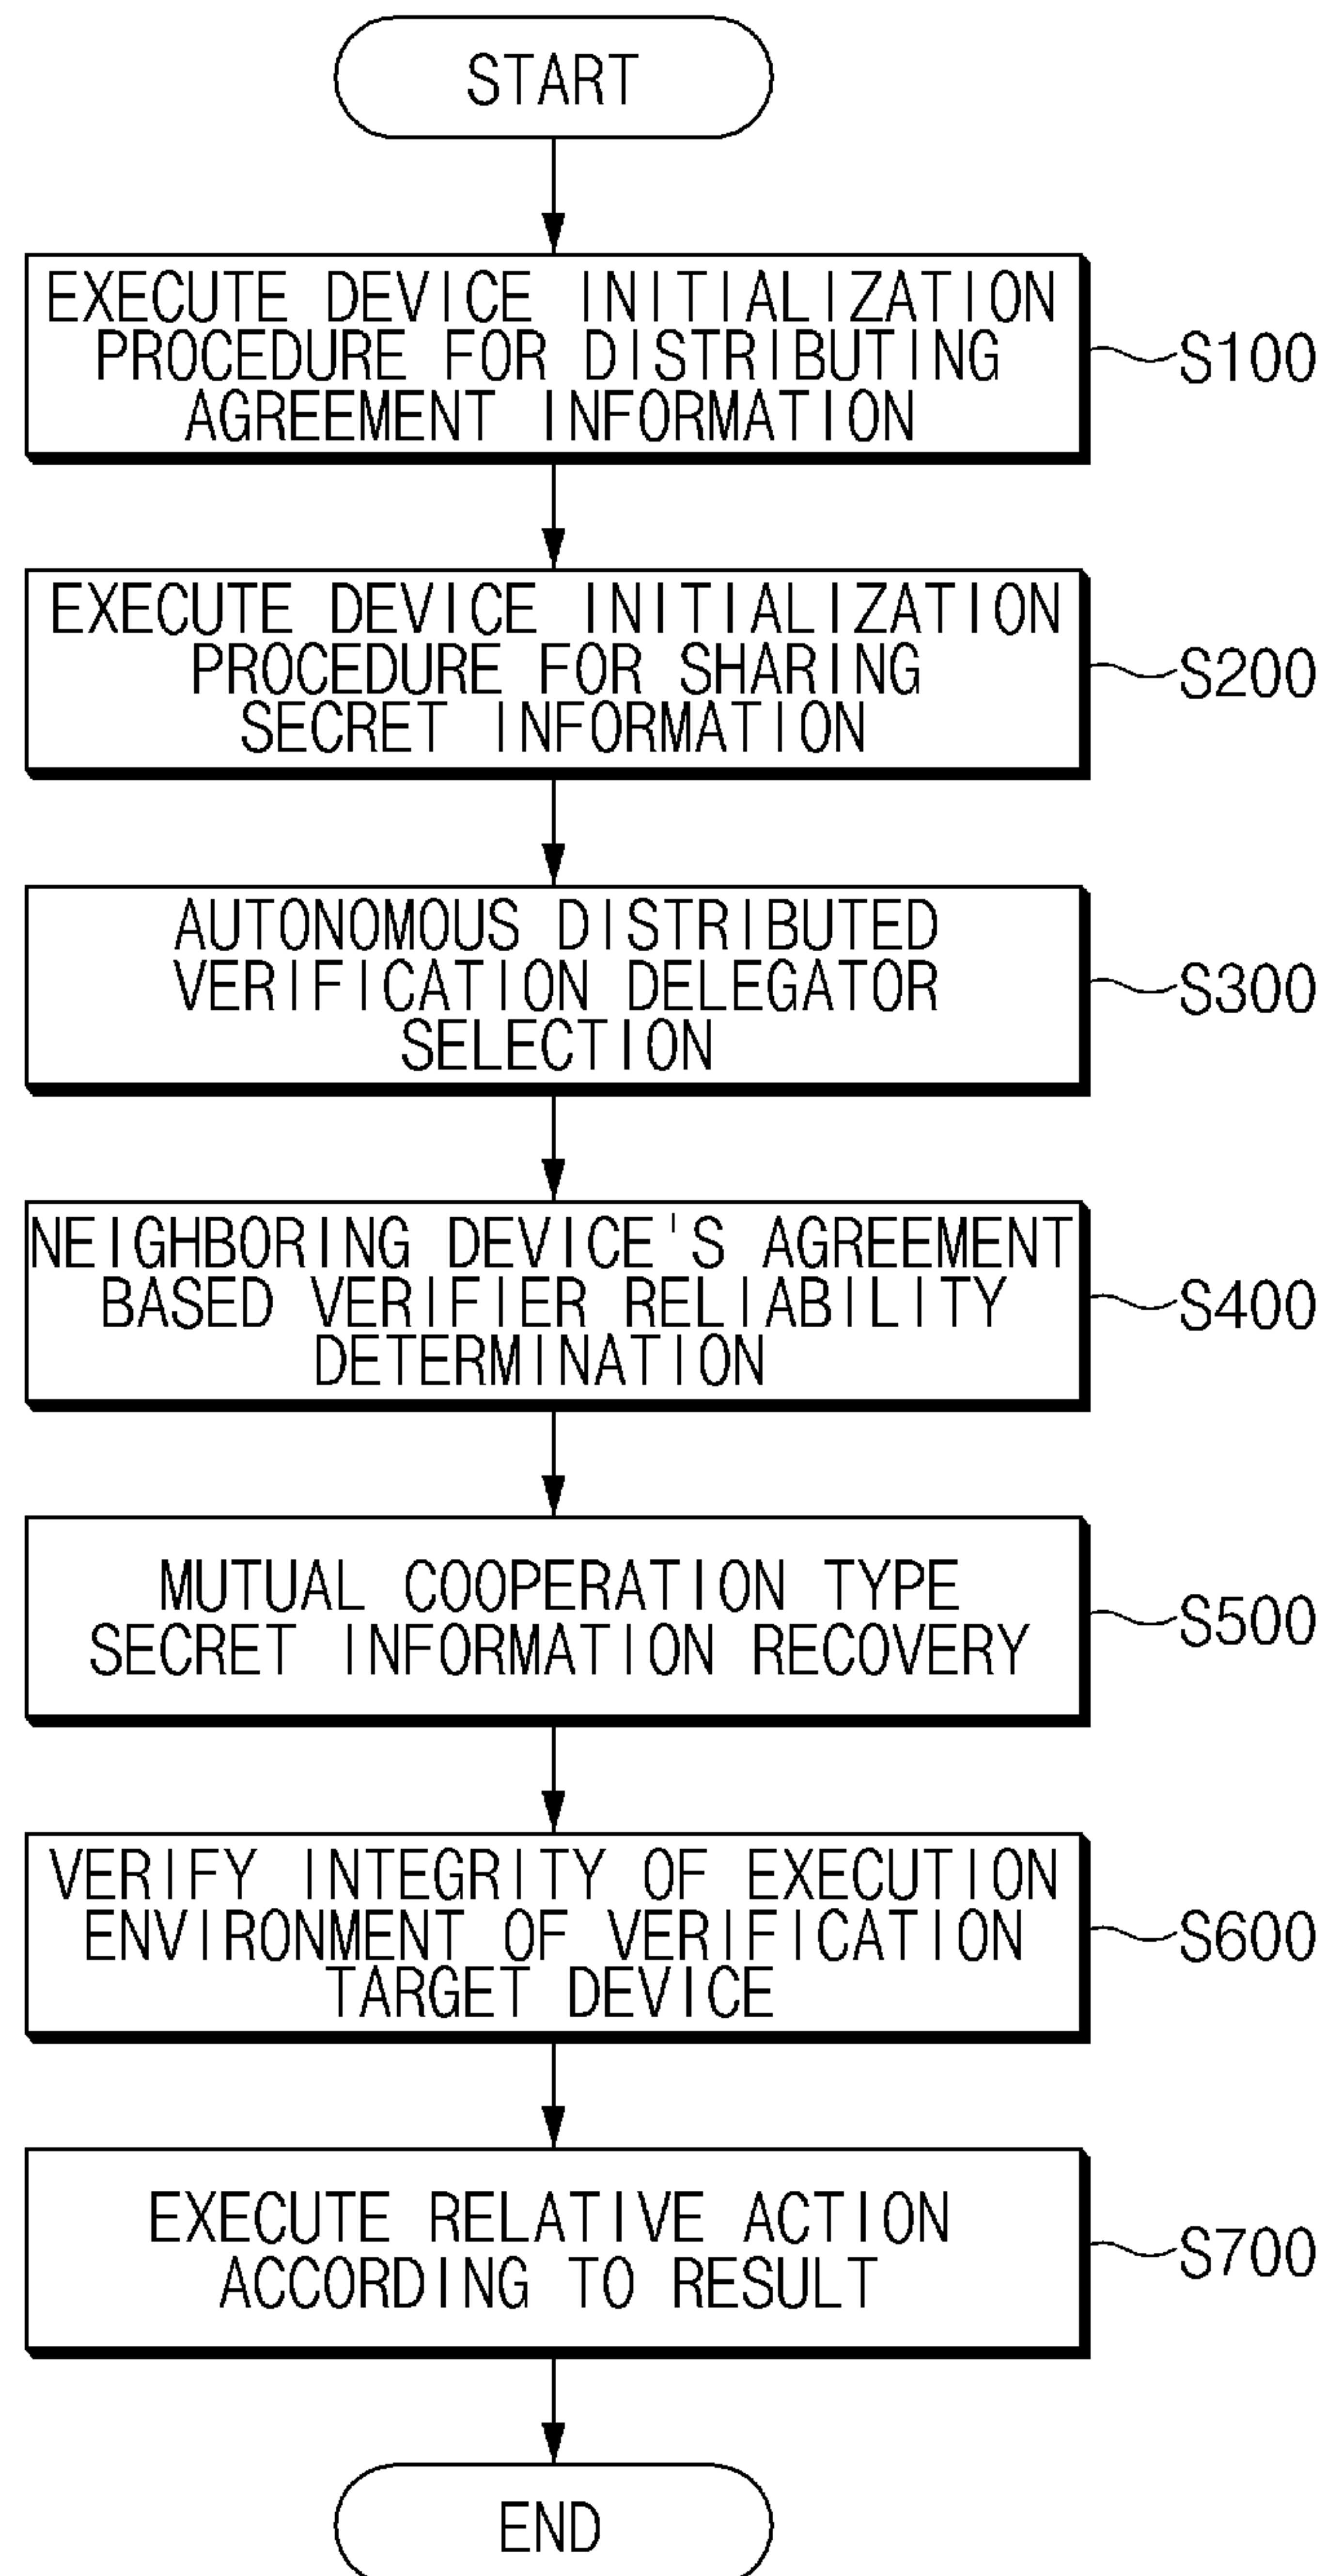 START
EXECUTE DEVICE INITIALIZATION
PROCEDURE FOR DISTRIBUTING
AGREEMENT INFORMATION
S100
EXECUTE DEVICE INITIALIZATION
PROCEDURE FOR SHARING
SECRET INFORMATION
S200
AUTONOMOUS DISTRIBUTED
VERIFICATION DELEGATOR
SELECTION
S300
NEIGHBORING DEVICE'S AGREEMENT
BASED VERIFIER RELIABILITY
DETERMINATION
S400
MUTUAL COOPERATION TYPE
SECRET INFORMATION RECOVERY
S500
VERIFY INTEGRITY OF EXECUTION
ENVIRONMENT OF VERIFICATION
TARGET DEVICE
S600
EXECUTE RELATIVE ACTION
ACCORDING TO RESULT
S700
END